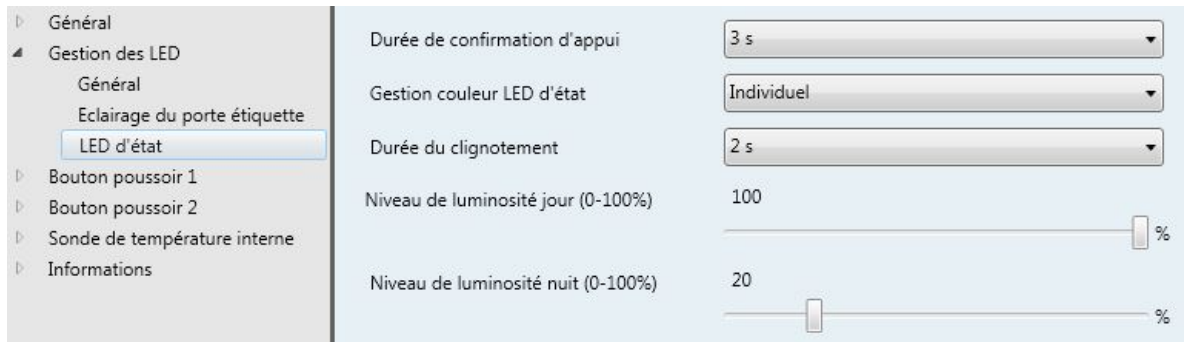 Général
Gestion des LED
Général
Eclairage du porte étiquette
LED d'état
Bouton poussoir 1
Bouton poussoir 2
Sonde de température interne
Informations
Durée de confirmation d'appui
3 s
Gestion couleur LED d'état
Individuel
Durée du clignotement
2 s
Niveau de luminosité jour (0-100%)
100
%
Niveau de luminosité nuit (0-100%)
20
%